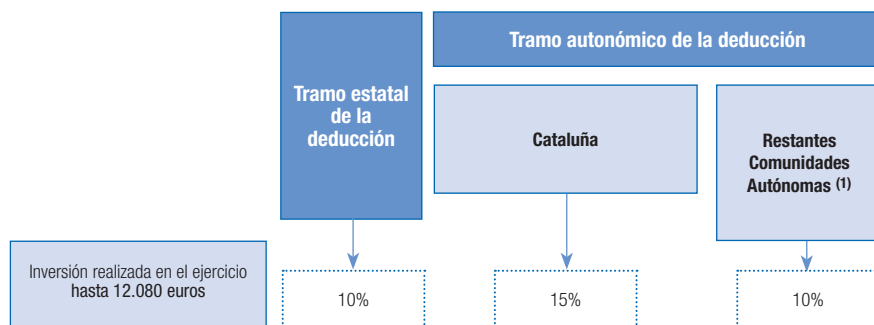 Tramo autonómico de la deducción
Tramo estatal
de la
deducción
Cataluña
Restantes
Comunidades
Autónomas (1)
Inversión realizada en el ejercicio
hasta 12.080 euros
10%
15%
10%